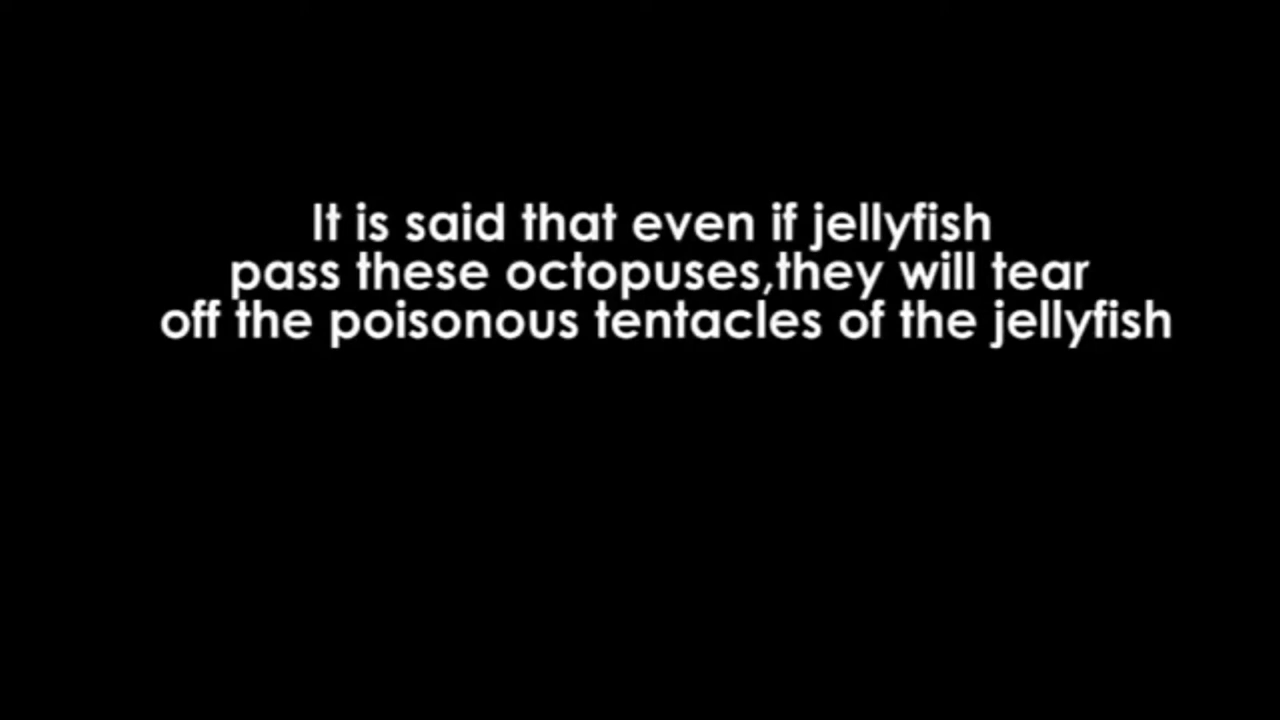 It is said that even if jellyfish
pass these octopuses,they will tear
off the poisonous tentacles of the jellyfish